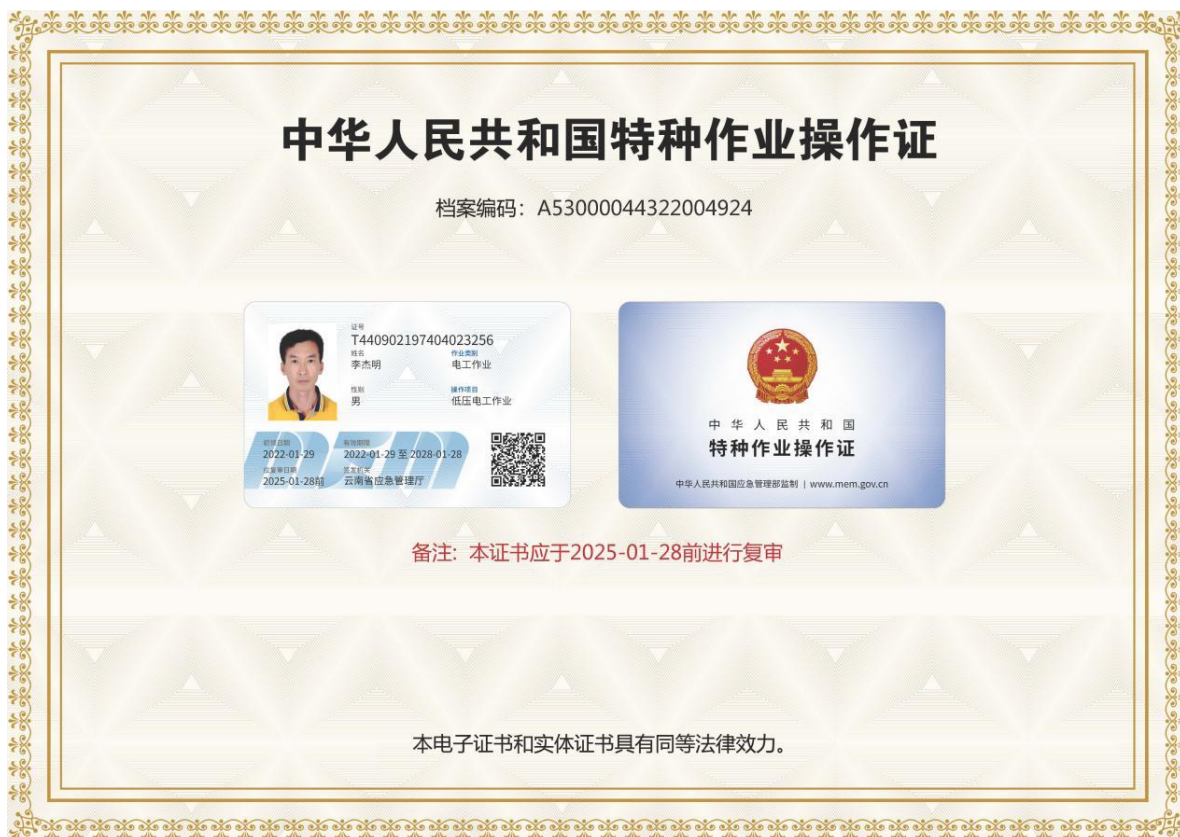 中华人民共和国特种作业操作证
档案编码：A53000044322004924
证号
T440902197404023256
姓名 作业类别
李杰明 电工作业
性别 操作项目
男 低压电工作业
初领日期 有效期限
2022-01-29 2022-01-29 至 2028-01-28
应复审日期 签发机关
2025-01-28前 云南省应急管理厅
中华人民共和国
特种作业操作证
中华人民共和国应急管理部监制 | www.mem.gov.cn
备注：本证书应于2025-01-28前进行复审
本电子证书和实体证书具有同等法律效力。